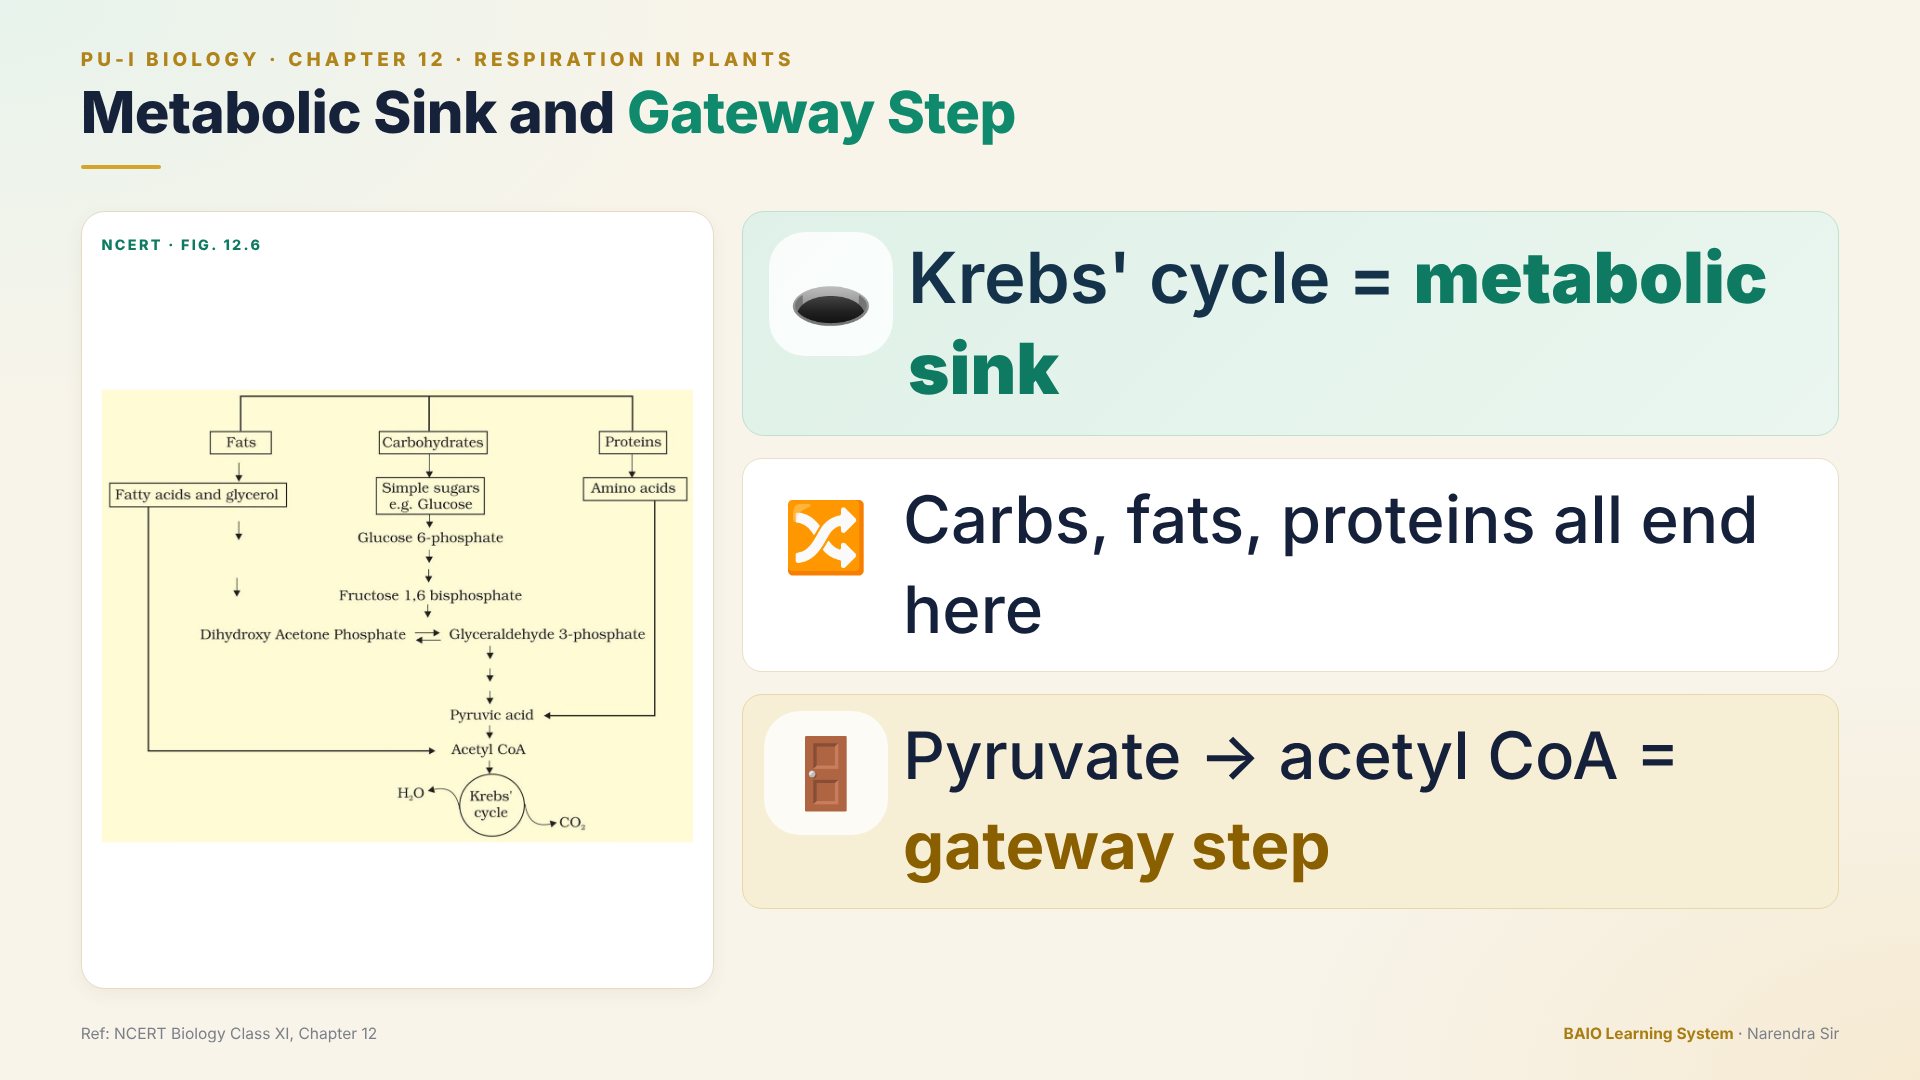 PU-I BIOLOGY · CHAPTER 12 · RESPIRATION IN PLANTS
Metabolic Sink and Gateway Step
NCERT · FIG. 12.6
Fats
Carbohydrates
Proteins
Fatty acids and glycerol
Simple sugars
e.g. Glucose
Amino acids
Glucose 6-phosphate
Fructose 1,6 bisphosphate
Dihydroxy Acetone Phosphate
Glyceraldehyde 3-phosphate
Pyruvic acid
Acetyl CoA
H₂O
Krebs'
cycle
CO₂
Krebs' cycle = metabolic
sink
Carbs, fats, proteins all end
here
Pyruvate → acetyl CoA =
gateway step
Ref: NCERT Biology Class XI, Chapter 12
BAIO Learning System · Narendra Sir